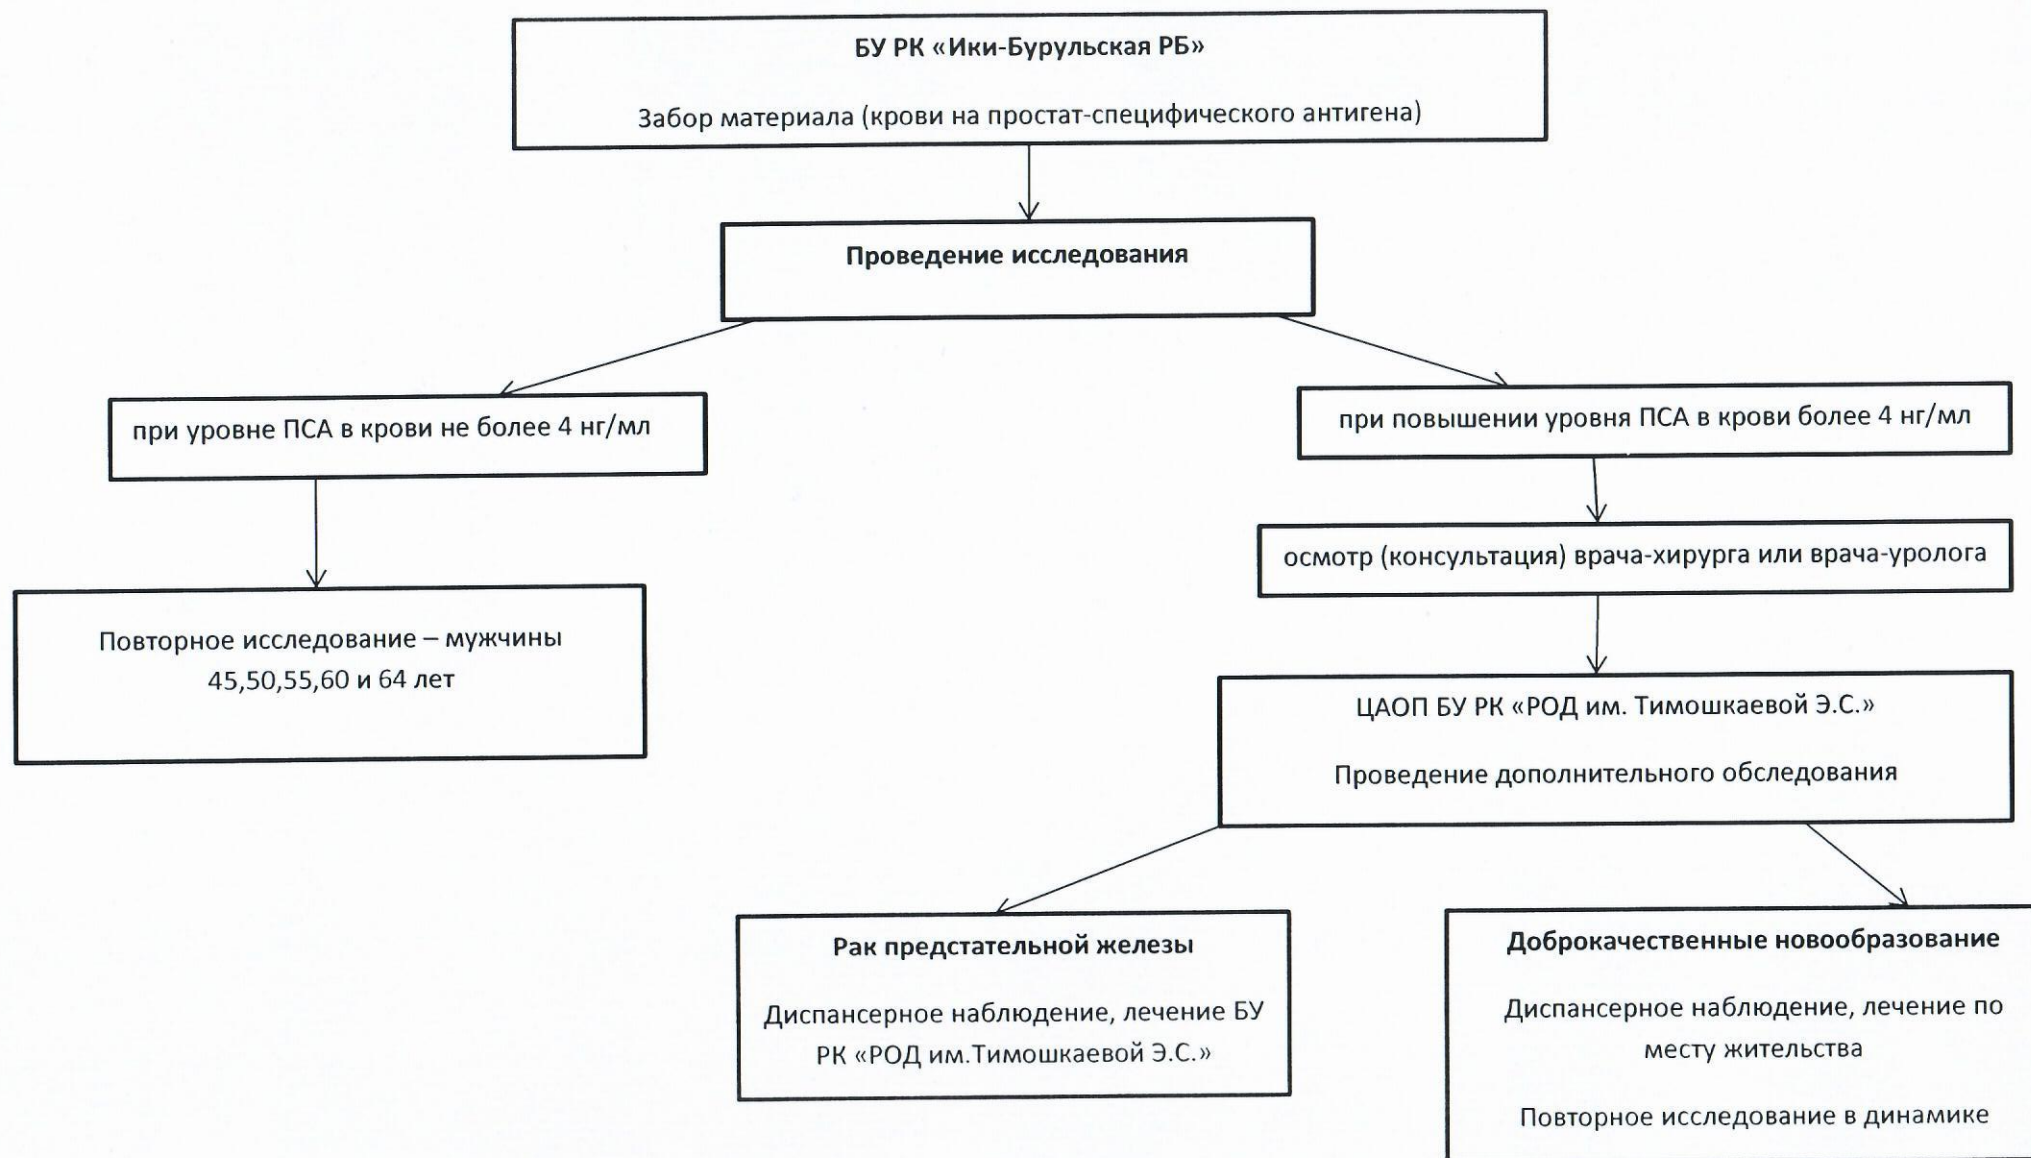 БУ РК «Ики-Бурульская РБ»
Забор материала (крови на простат-специфического антигена)
Проведение исследования
при уровне ПСА в крови не более 4 нг/мл
при повышении уровня ПСА в крови более 4 нг/мл
осмотр (консультация) врача-хирурга или врача-уролога
Повторное исследование – мужчины
45,50,55,60 и 64 лет
ЦАОП БУ РК «РОД им. Тимошкаевой Э.С.»
Проведение дополнительного обследования
Рак предстательной железы
Диспансерное наблюдение, лечение БУ
РК «РОД им.Тимошкаевой Э.С.»
Доброкачественные новообразование
Диспансерное наблюдение, лечение по
месту жительства
Повторное исследование в динамике